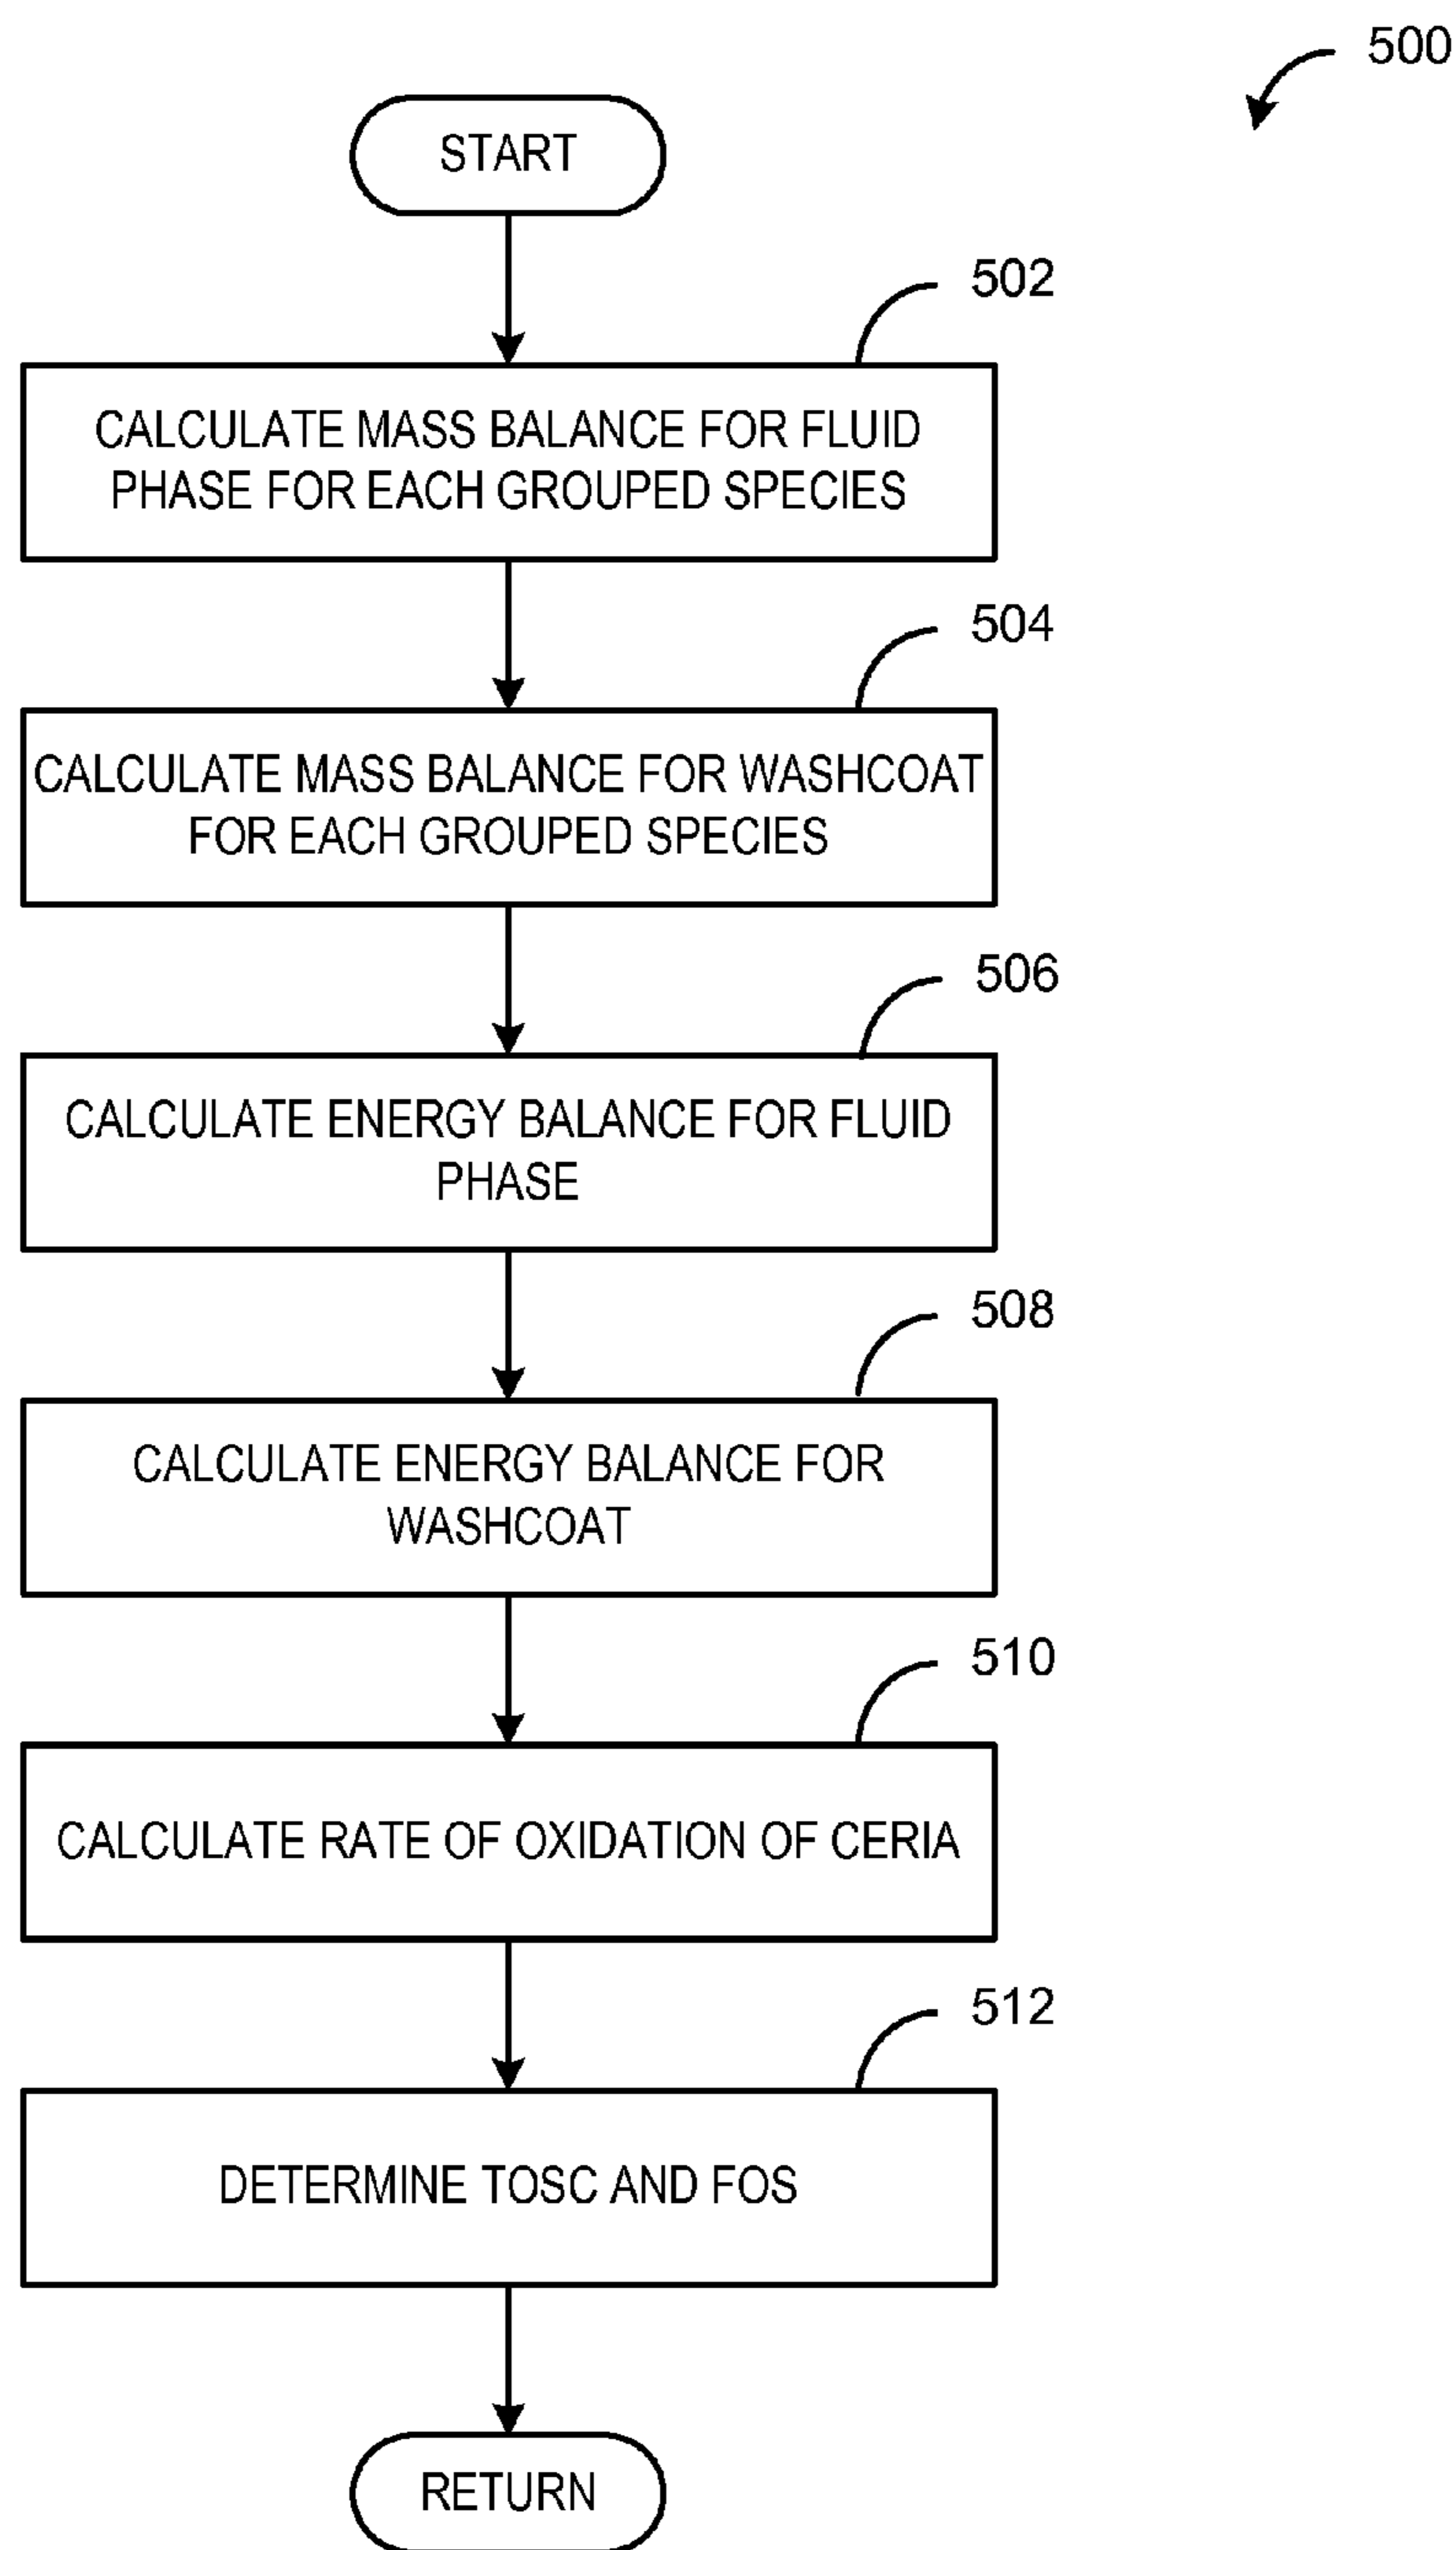 500
START
502
CALCULATE MASS BALANCE FOR FLUID
PHASE FOR EACH GROUPED SPECIES
504
CALCULATE MASS BALANCE FOR WASHCOAT
FOR EACH GROUPED SPECIES
506
CALCULATE ENERGY BALANCE FOR FLUID
PHASE
508
CALCULATE ENERGY BALANCE FOR
WASHCOAT
510
CALCULATE RATE OF OXIDATION OF CERIA
512
DETERMINE TOSC AND FOS
RETURN